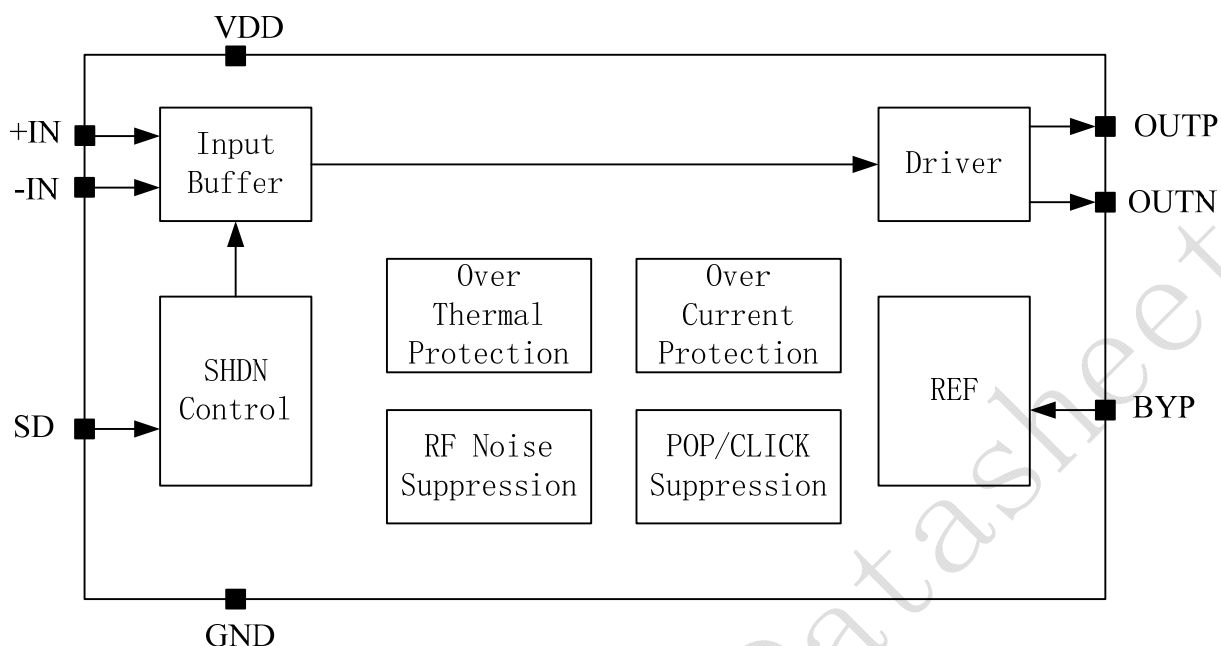 VDD
+IN
-IN
Input
Buffer
Driver
OUTP
OUTN
Over
Thermal
Protection
Over
Current
Protection
SHDN
Control
REF
SD
BYP
RF Noise
Suppression
POP/CLICK
Suppression
GND
Datasheet